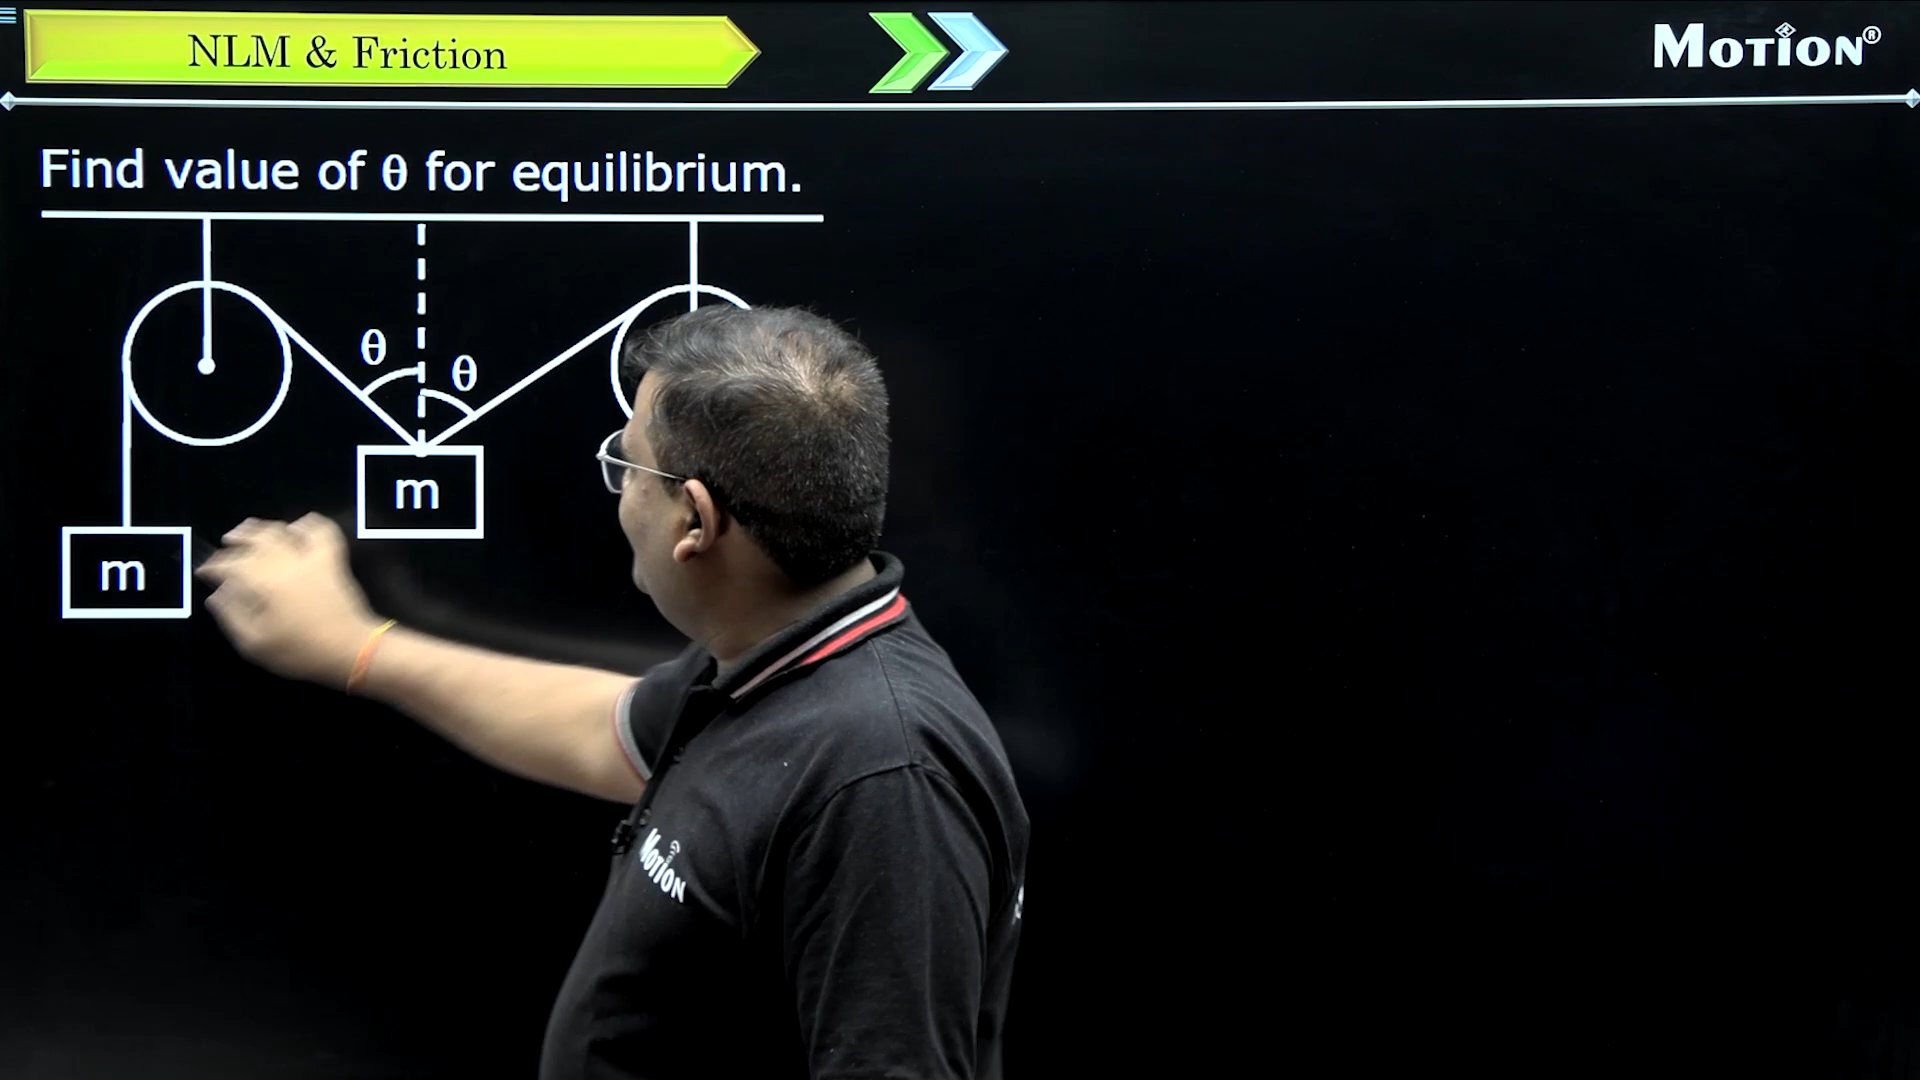 NLM & Friction
MOTION®
Find value of θ for equilibrium.
θ
θ
m
m
MOTION